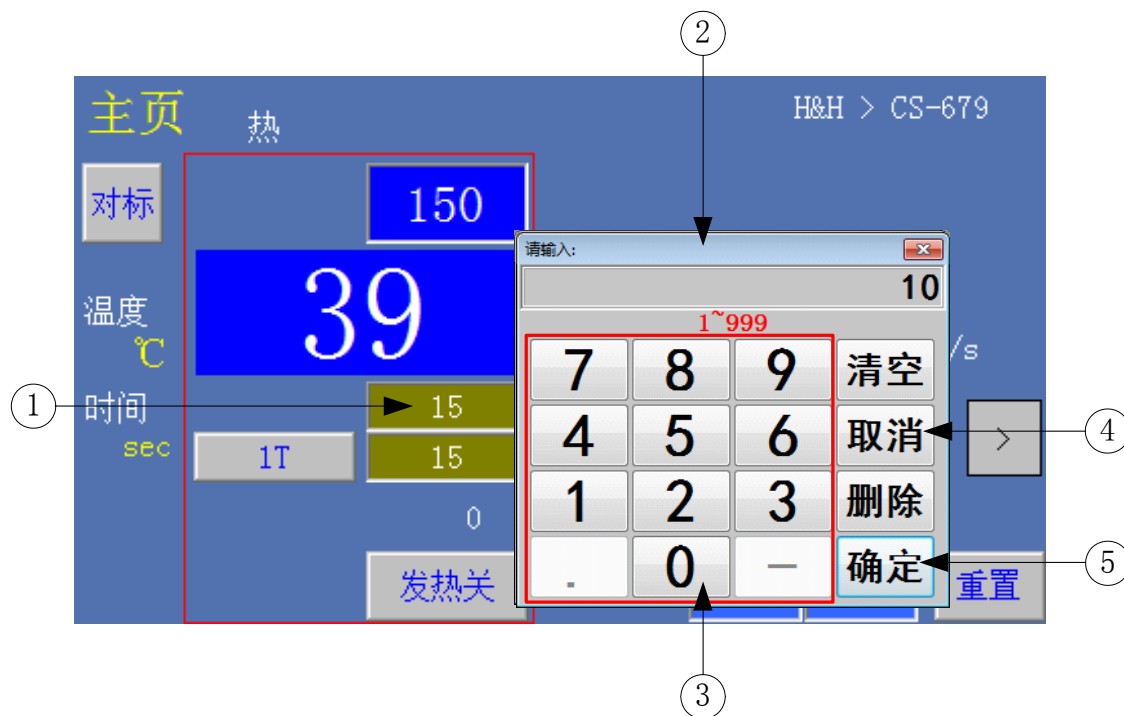 2
主页
热
H&H > CS-679
对标
150
请输入:
10
1~999
39
温度
℃
7 8 9 清空
/s
1
时间
15
4 5 6 取消
>
4
sec
1T
15
1 2 3 删除
0
. 0 - 确定
5
发热关
重置
3